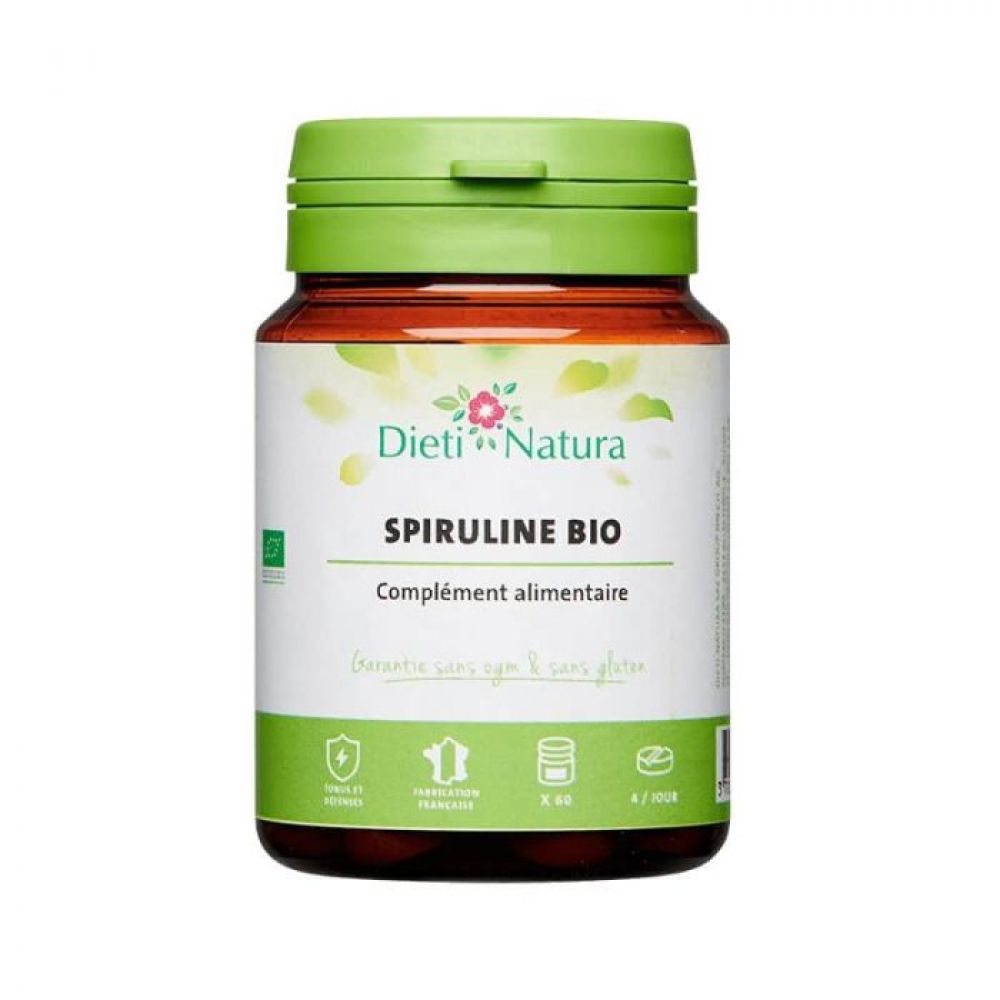 Dieti Natura
SPIRULINE BIO
Complément alimentaire
Garantie sans ogm & sans gluten
TONUS ET
DÉFENSES
FABRICATION
FRANÇAISE
X 60
4 / JOUR